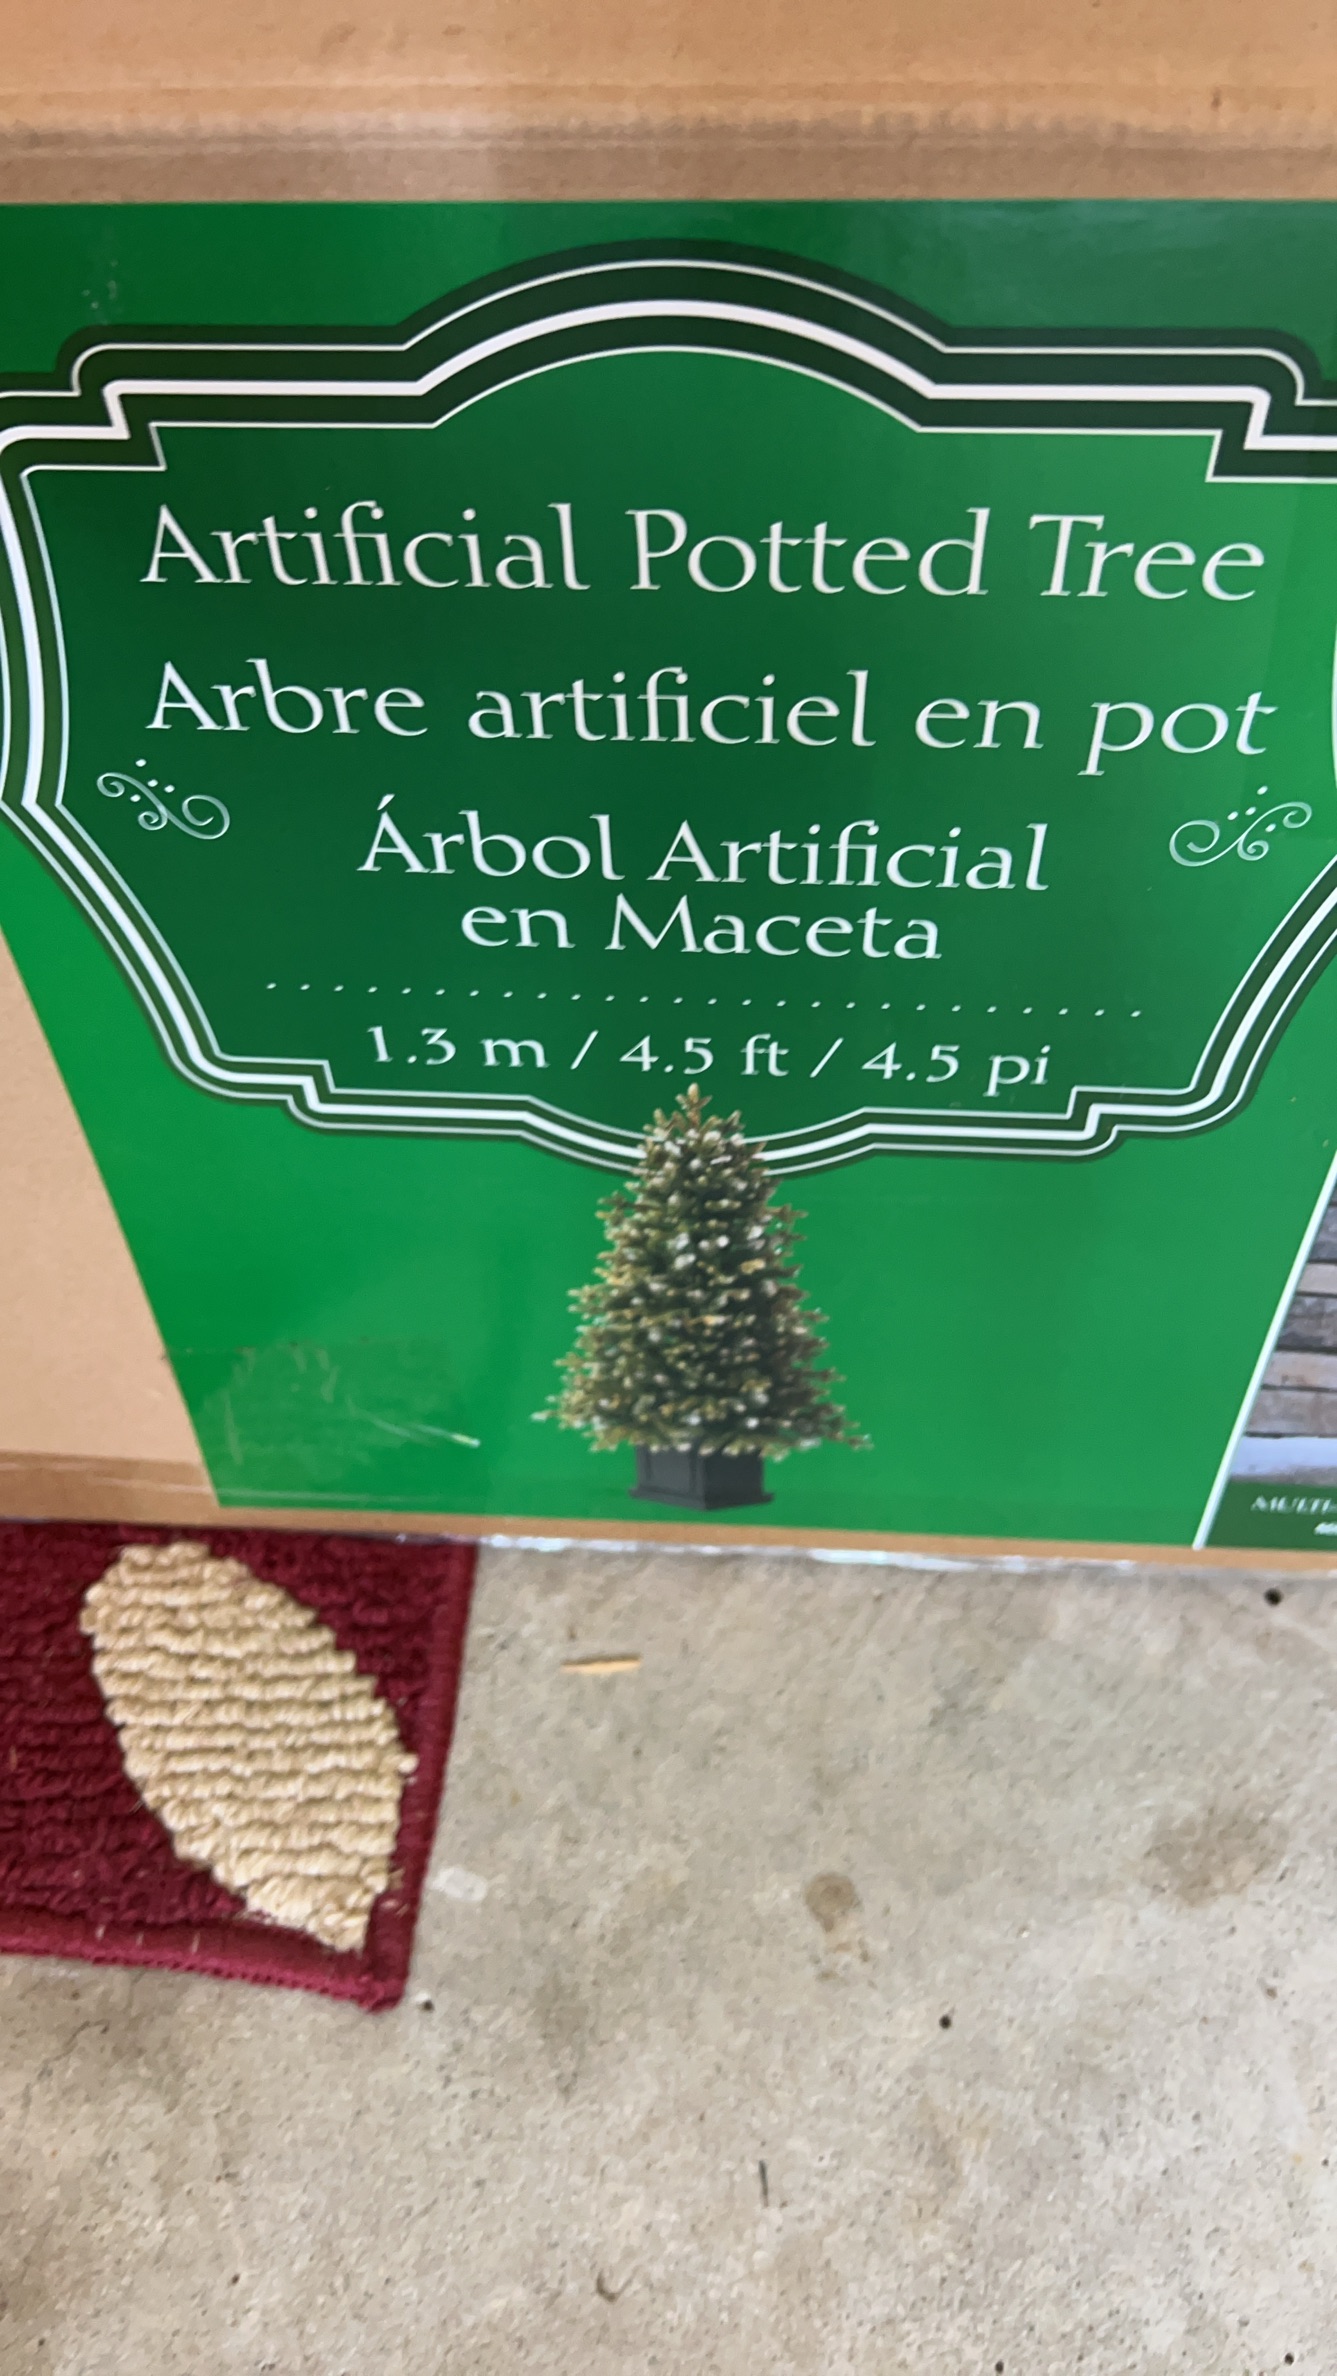 Artificial Potted Tree
Arbre artificiel en pot
Árbol Artificial
en Maceta
1.3 m / 4.5 ft / 4.5 pi